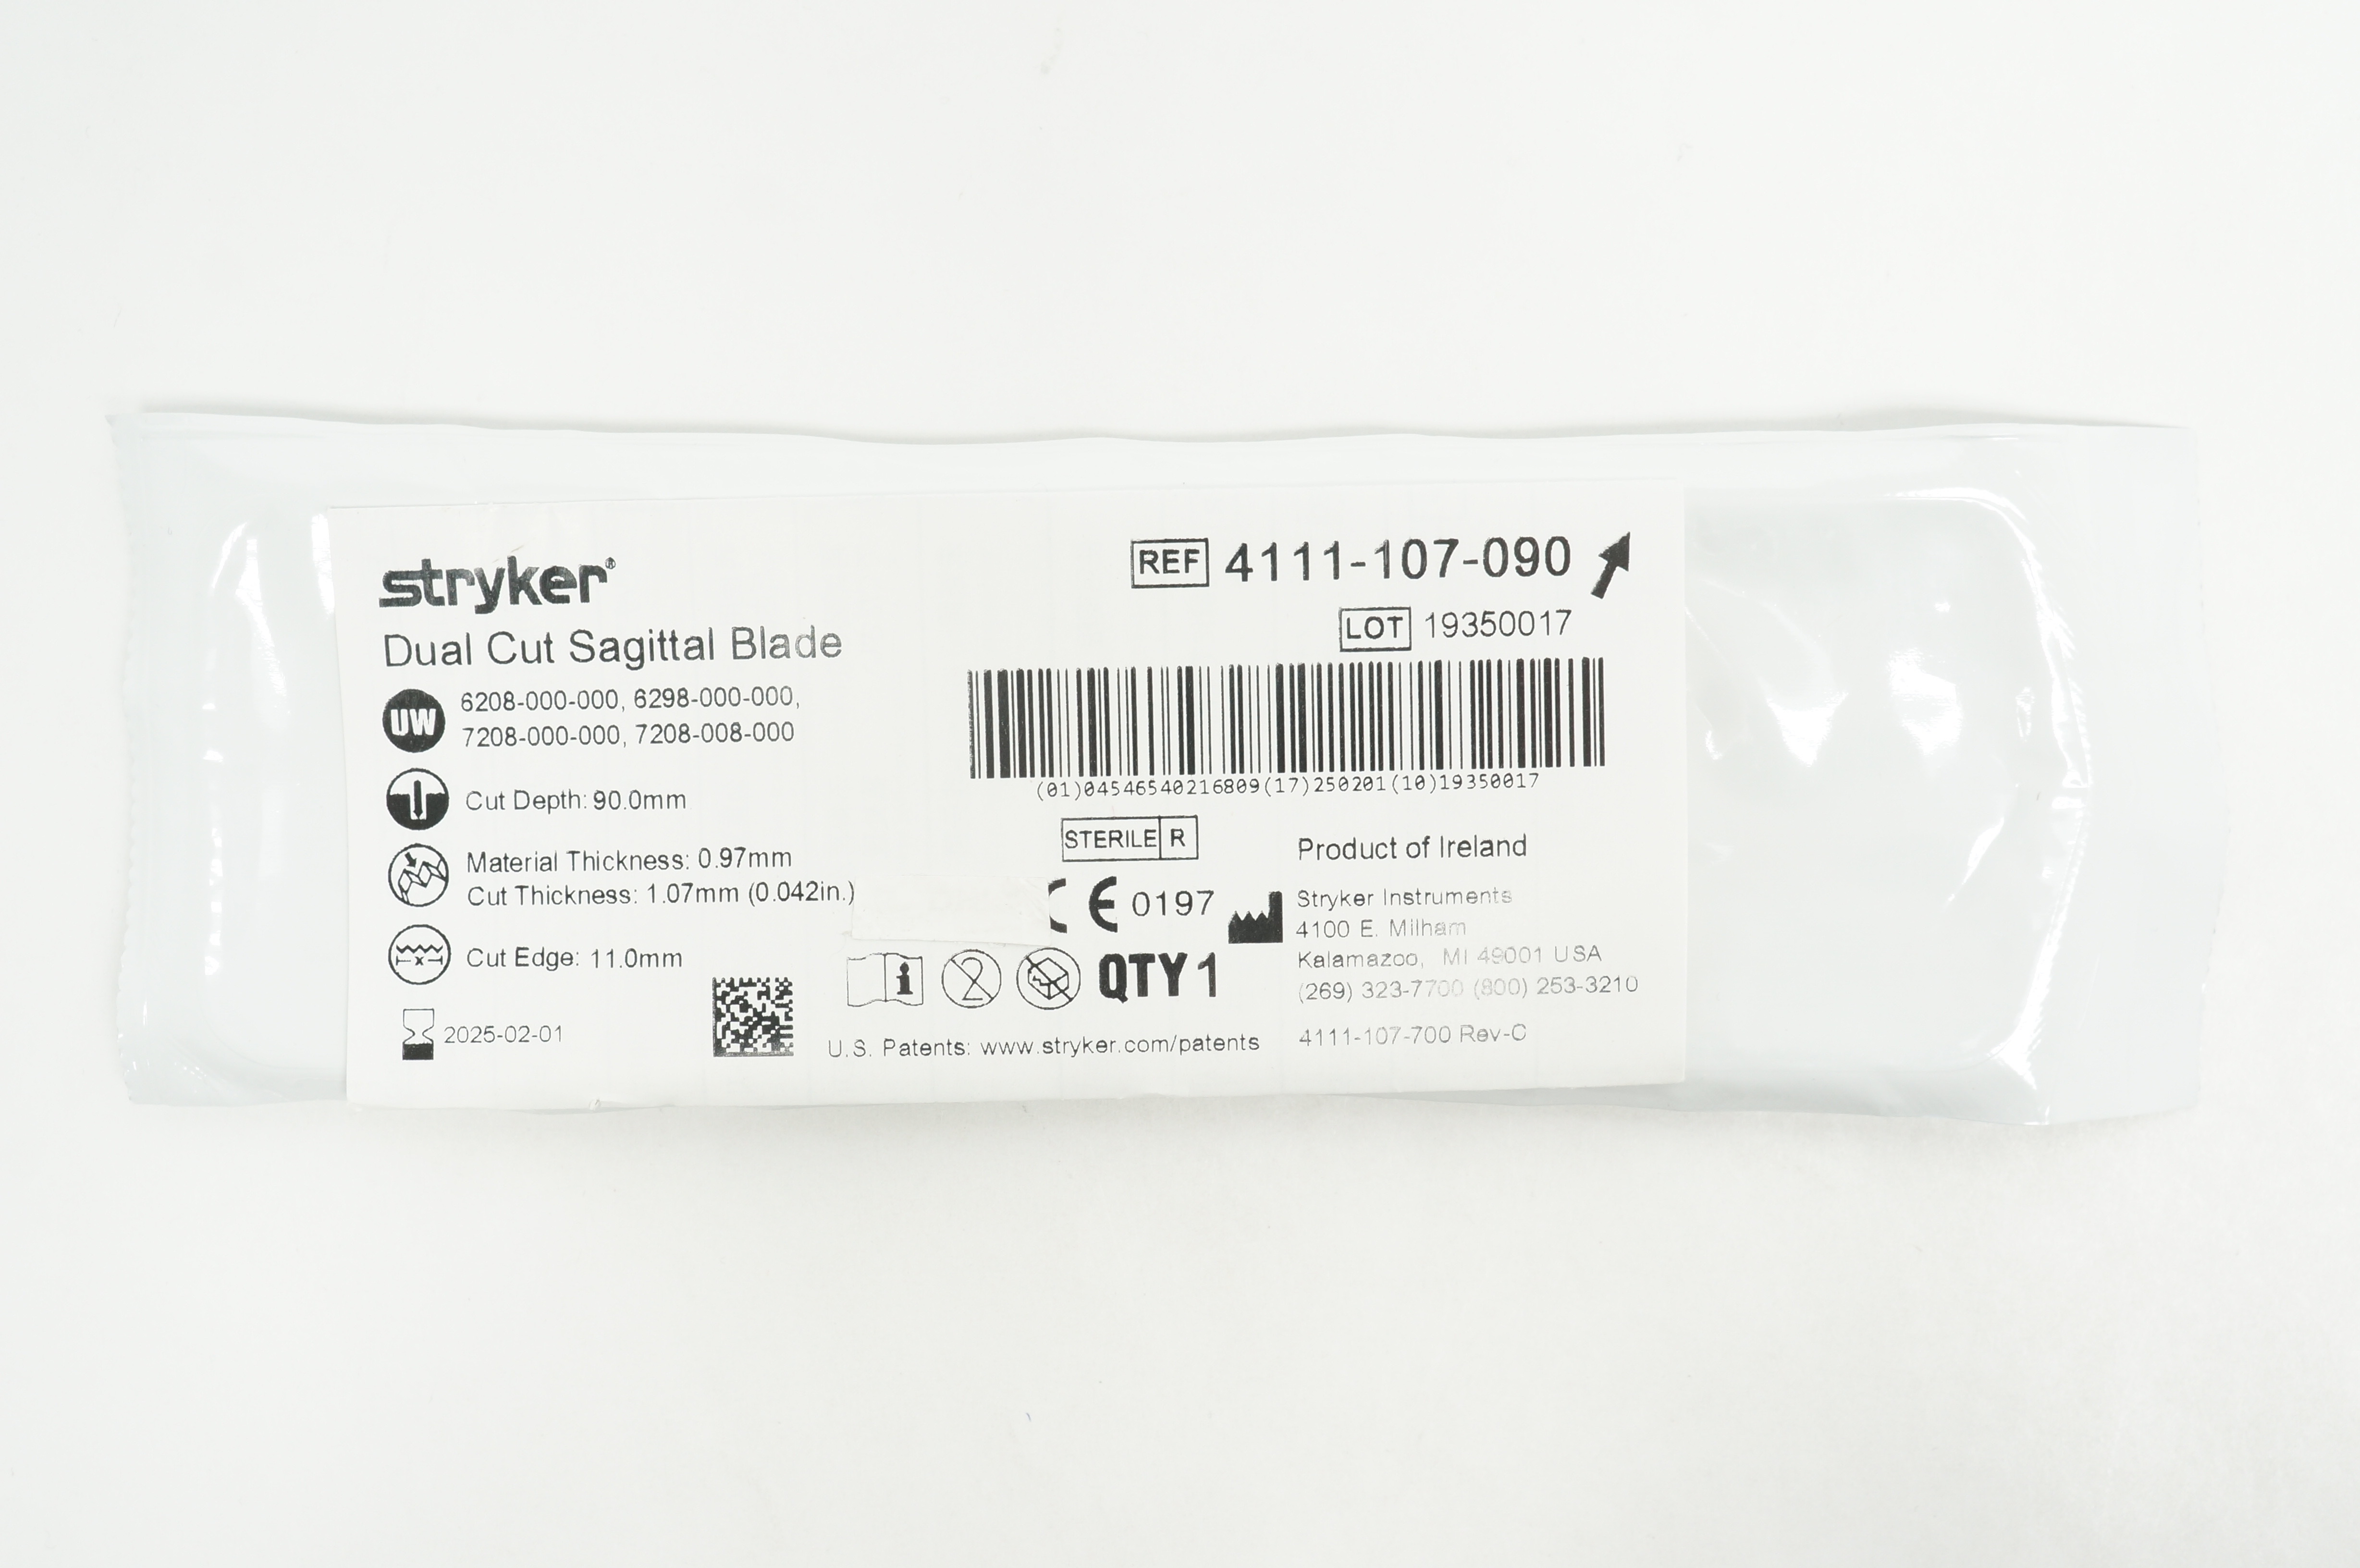 stryker®
Dual Cut Sagittal Blade
UW
6208-000-000, 6298-000-000,
7208-000-000, 7208-008-000
Cut Depth: 90.0mm
Material Thickness: 0.97mm
Cut Thickness: 1.07mm (0.042in.)
x
Cut Edge: 11.0mm
2025-02-01
REF 4111-107-090
LOT 19350017
(01)04546540216809(17)250201(10)19350017
STERILE R
CE 0197
i 2 QTY 1
U.S. Patents: www.stryker.com/patents
Product of Ireland
Stryker Instruments
4100 E. Milham
Kalamazoo, MI 49001 USA
(269) 323-7700 (800) 253-3210
4111-107-700 Rev-C